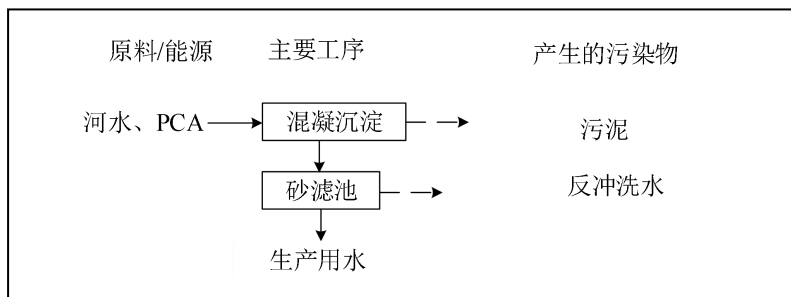 原料/能源 主要工序 产生的污染物
河水、PCA 混凝沉淀 污泥
砂滤池 反冲洗水
生产用水